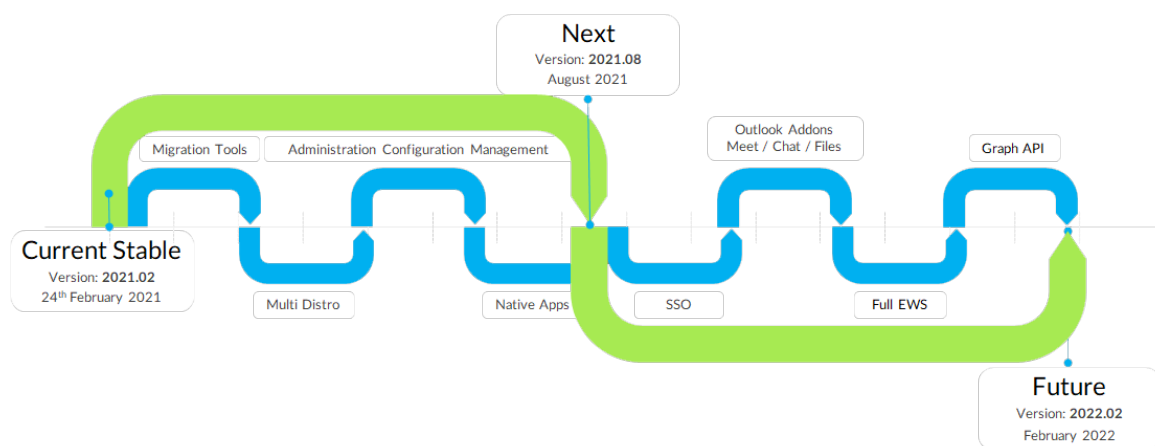 Next
Version: 2021.08
August 2021
Migration Tools
Administration Configuration Management
Outlook Addons
Meet / Chat / Files
Graph API
Current Stable
Version: 2021.02
24th February 2021
Multi Distro
Native Apps
SSO
Full EWS
Future
Version: 2022.02
February 2022